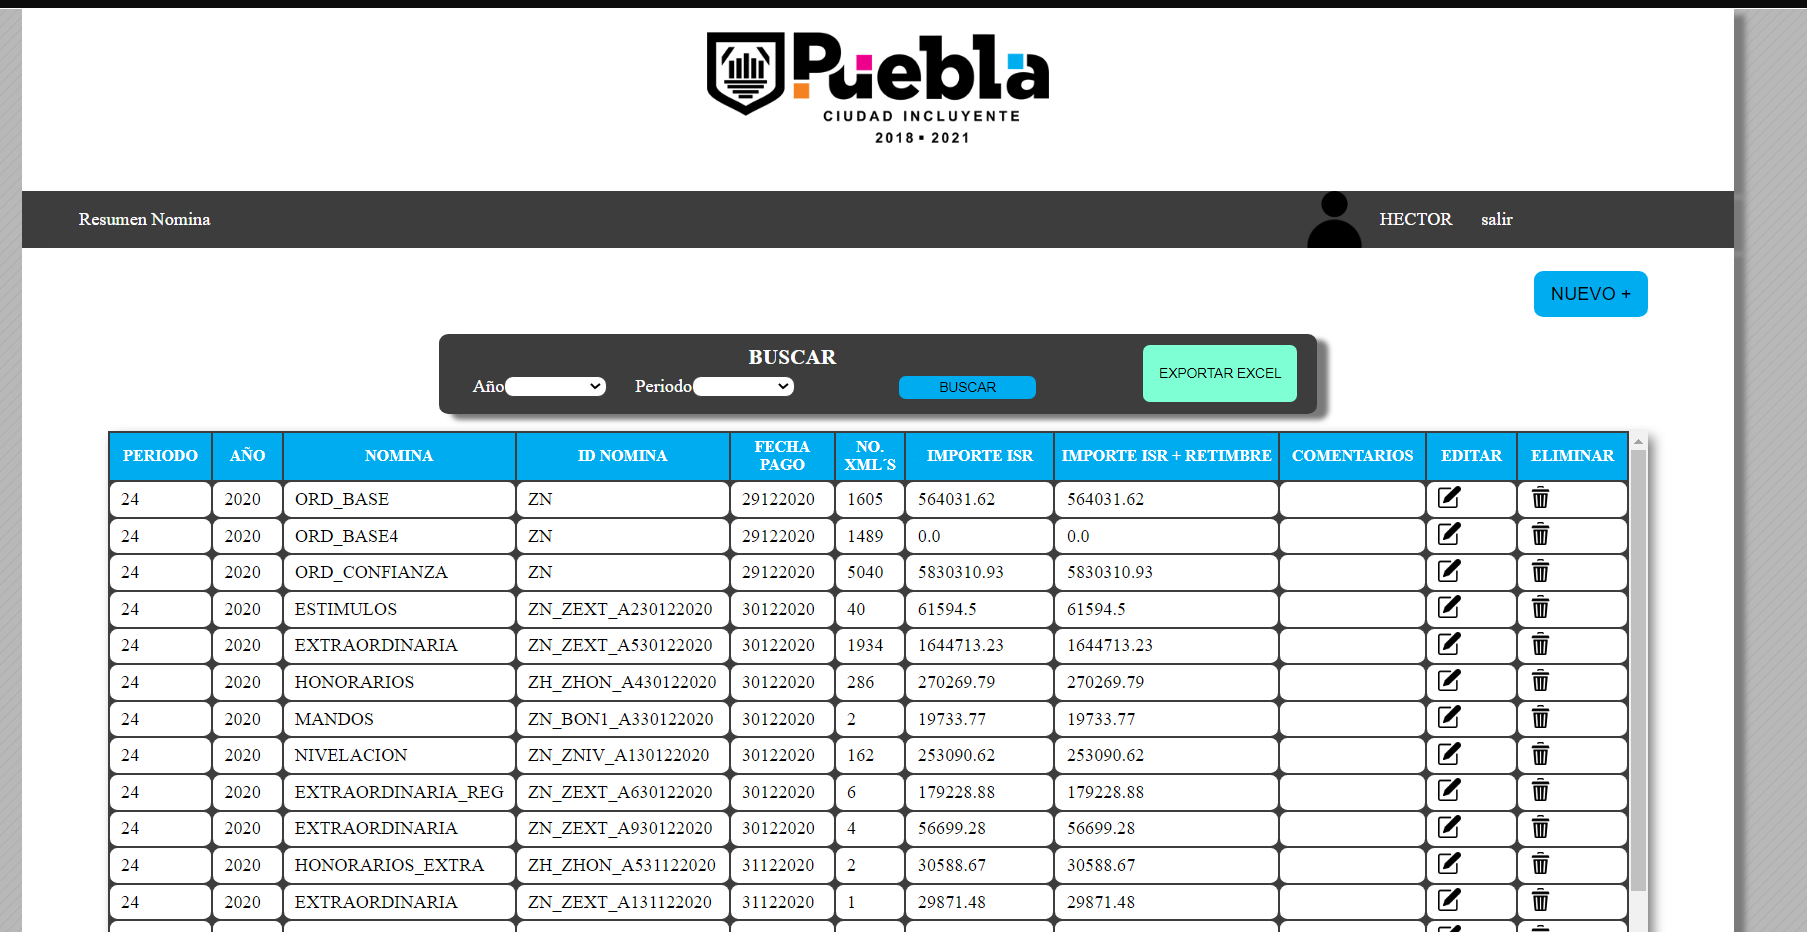 Puebla
CIUDAD INCLUYENTE
2018 ▪ 2021
Resumen Nomina HECTOR salir
NUEVO +
BUSCAR
Año Periodo BUSCAR EXPORTAR EXCEL
PERIODO AÑO NOMINA ID NOMINA FECHA PAGO NO. XML´S IMPORTE ISR IMPORTE ISR + RETIMBRE COMENTARIOS EDITAR ELIMINAR
24 2020 ORD_BASE ZN 29122020 1605 564031.62 564031.62
24 2020 ORD_BASE4 ZN 29122020 1489 0.0 0.0
24 2020 ORD_CONFIANZA ZN 29122020 5040 5830310.93 5830310.93
24 2020 ESTIMULOS ZN_ZEXT_A230122020 30122020 40 61594.5 61594.5
24 2020 EXTRAORDINARIA ZN_ZEXT_A530122020 30122020 1934 1644713.23 1644713.23
24 2020 HONORARIOS ZH_ZHON_A430122020 30122020 286 270269.79 270269.79
24 2020 MANDOS ZN_BON1_A330122020 30122020 2 19733.77 19733.77
24 2020 NIVELACION ZN_ZNIV_A130122020 30122020 162 253090.62 253090.62
24 2020 EXTRAORDINARIA_REG ZN_ZEXT_A630122020 30122020 6 179228.88 179228.88
24 2020 EXTRAORDINARIA ZN_ZEXT_A930122020 30122020 4 56699.28 56699.28
24 2020 HONORARIOS_EXTRA ZH_ZHON_A531122020 31122020 2 30588.67 30588.67
24 2020 EXTRAORDINARIA ZN_ZEXT_A131122020 31122020 1 29871.48 29871.48